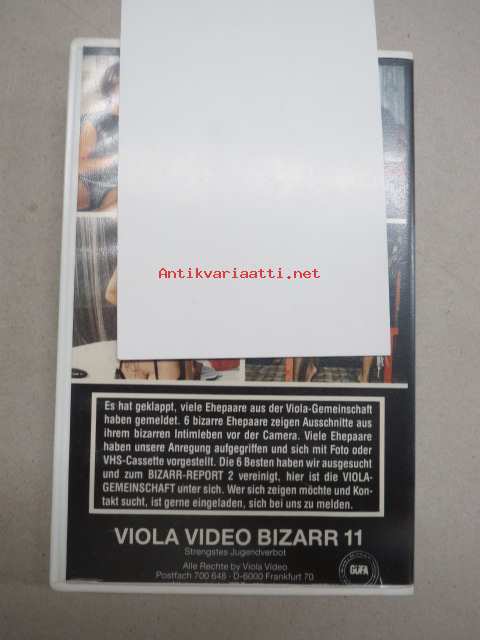 Antikvariaatti.net
Es hat geklappt, viele Ehepaare aus der Viola-Gemeinschaft
haben gemeldet. 6 bizarre Ehepaare zeigen Ausschnitte aus
ihrem bizarren Intimleben vor der Camera. Viele Ehepaare
haben unsere Anregung aufgegriffen und sich mit Foto oder
VHS-Cassette vorgestellt. Die 6 Besten haben wir ausgesucht
und zum BIZARR-REPORT 2 vereinigt, hier ist die VIOLA-
GEMEINSCHAFT unter sich. Wer sich zeigen möchte und Kon-
takt sucht, ist gerne eingeladen, sich bei uns zu melden.
VIOLA VIDEO BIZARR 11
Strengstes Jugendverbot
Alle Rechte by Viola Video
Postfach 700 648 · D-6000 Frankfurt 70
GÜFA